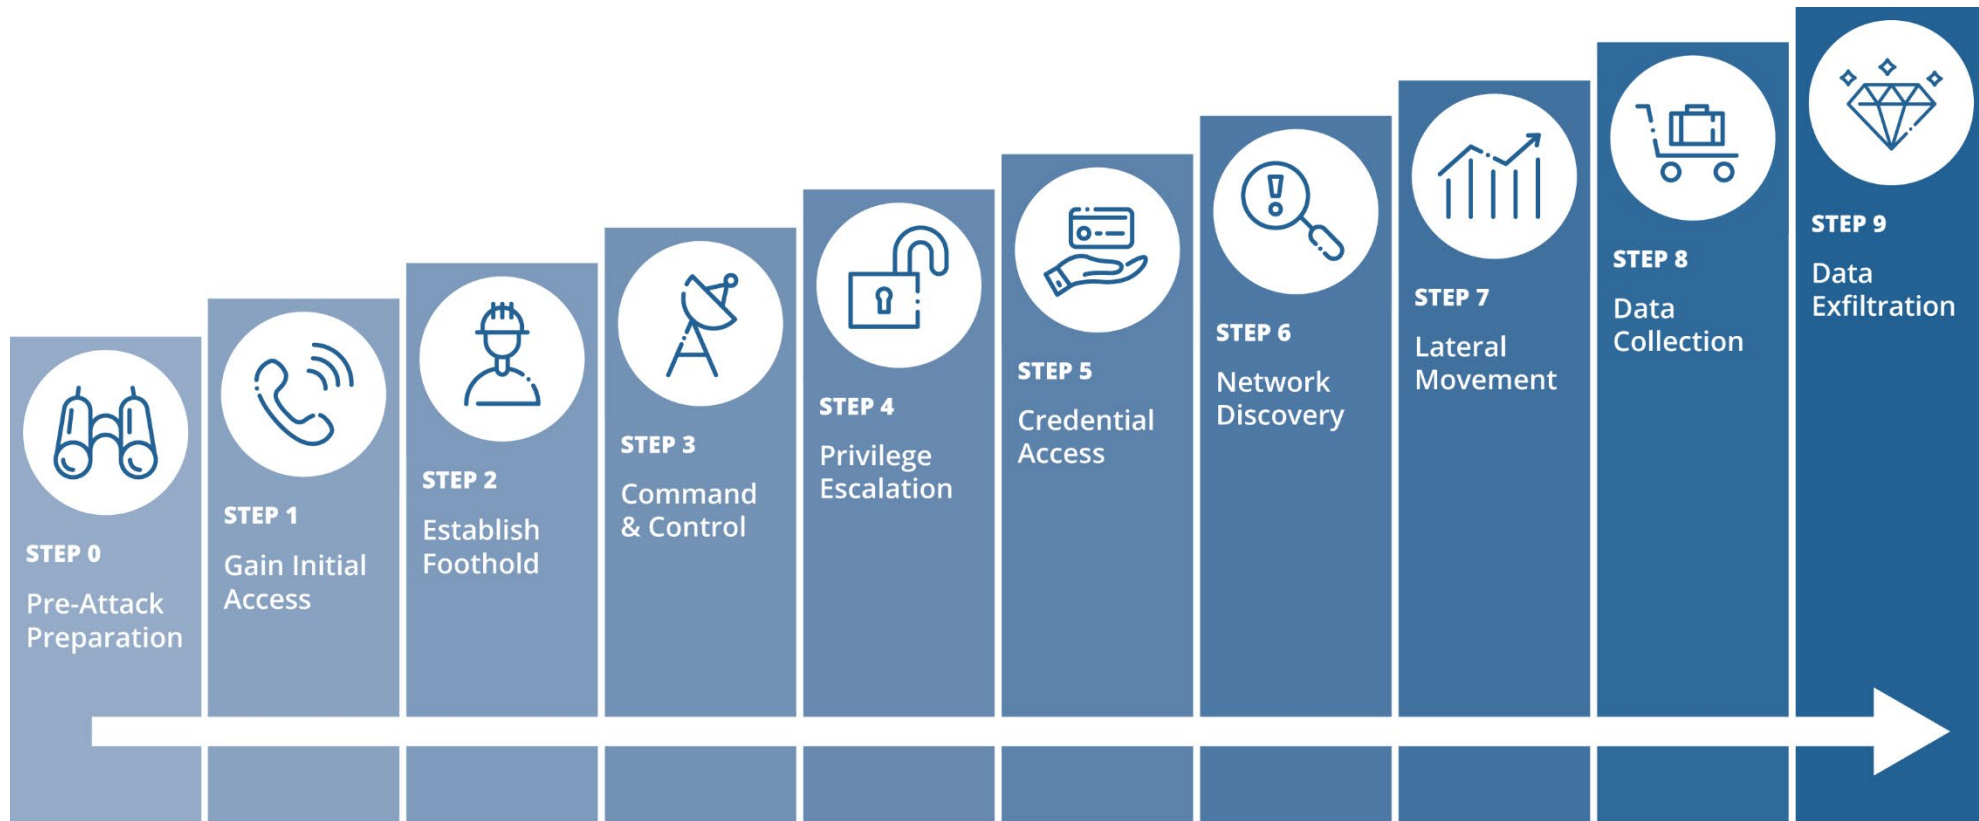 STEP 0
Pre-Attack
Preparation
STEP 1
Gain Initial
Access
STEP 2
Establish
Foothold
STEP 3
Command
& Control
STEP 4
Privilege
Escalation
STEP 5
Credential
Access
STEP 6
Network
Discovery
STEP 7
Lateral
Movement
STEP 8
Data
Collection
STEP 9
Data
Exfiltration